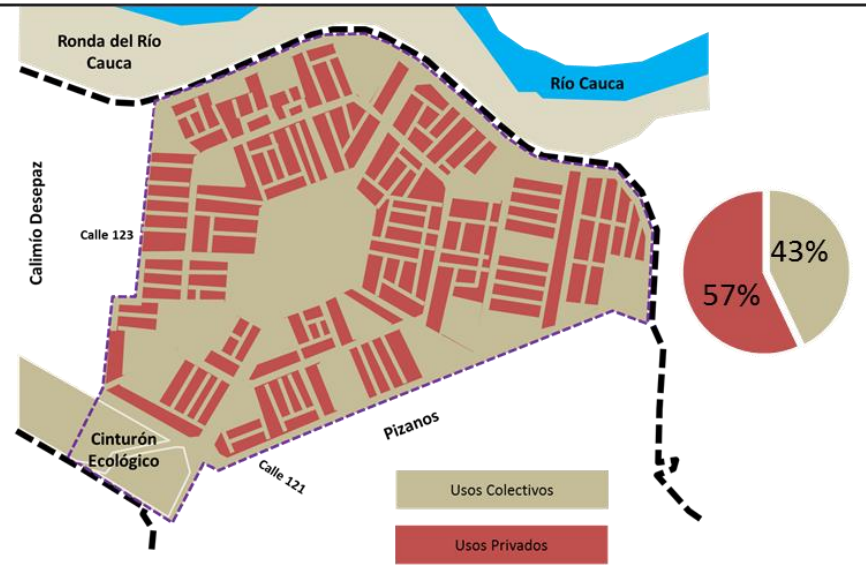 Ronda del Río
Cauca
Río Cauca
Calimío Desepaz
Calle 123
43%
57%
Pizanos
Cinturón
Ecológico
Calle 121
Usos Colectivos
Usos Privados